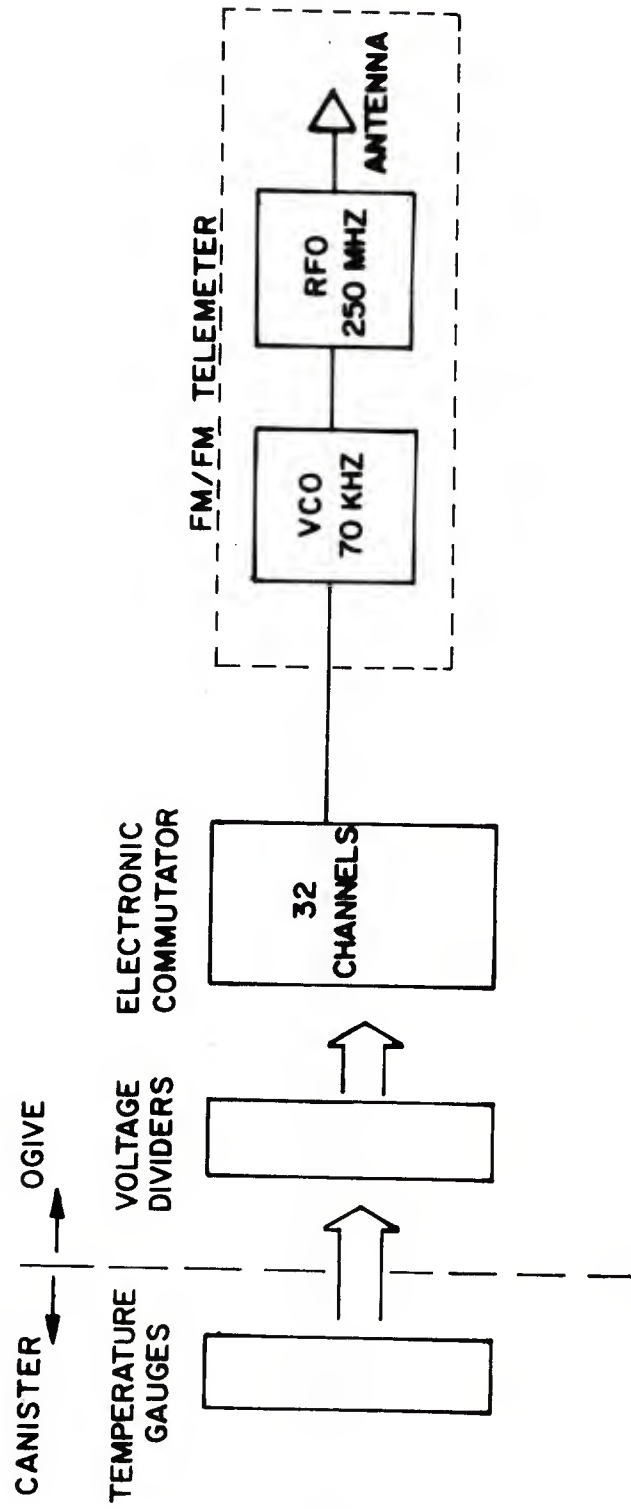 CANISTER
OGIVE
TEMPERATURE
GAUGES
VOLTAGE
DIVIDERS
ELECTRONIC
COMMUTATOR
32
CHANNELS
FM/FM TELEMETER
VCO
70 KHZ
RFO
250 MHZ
ANTENNA